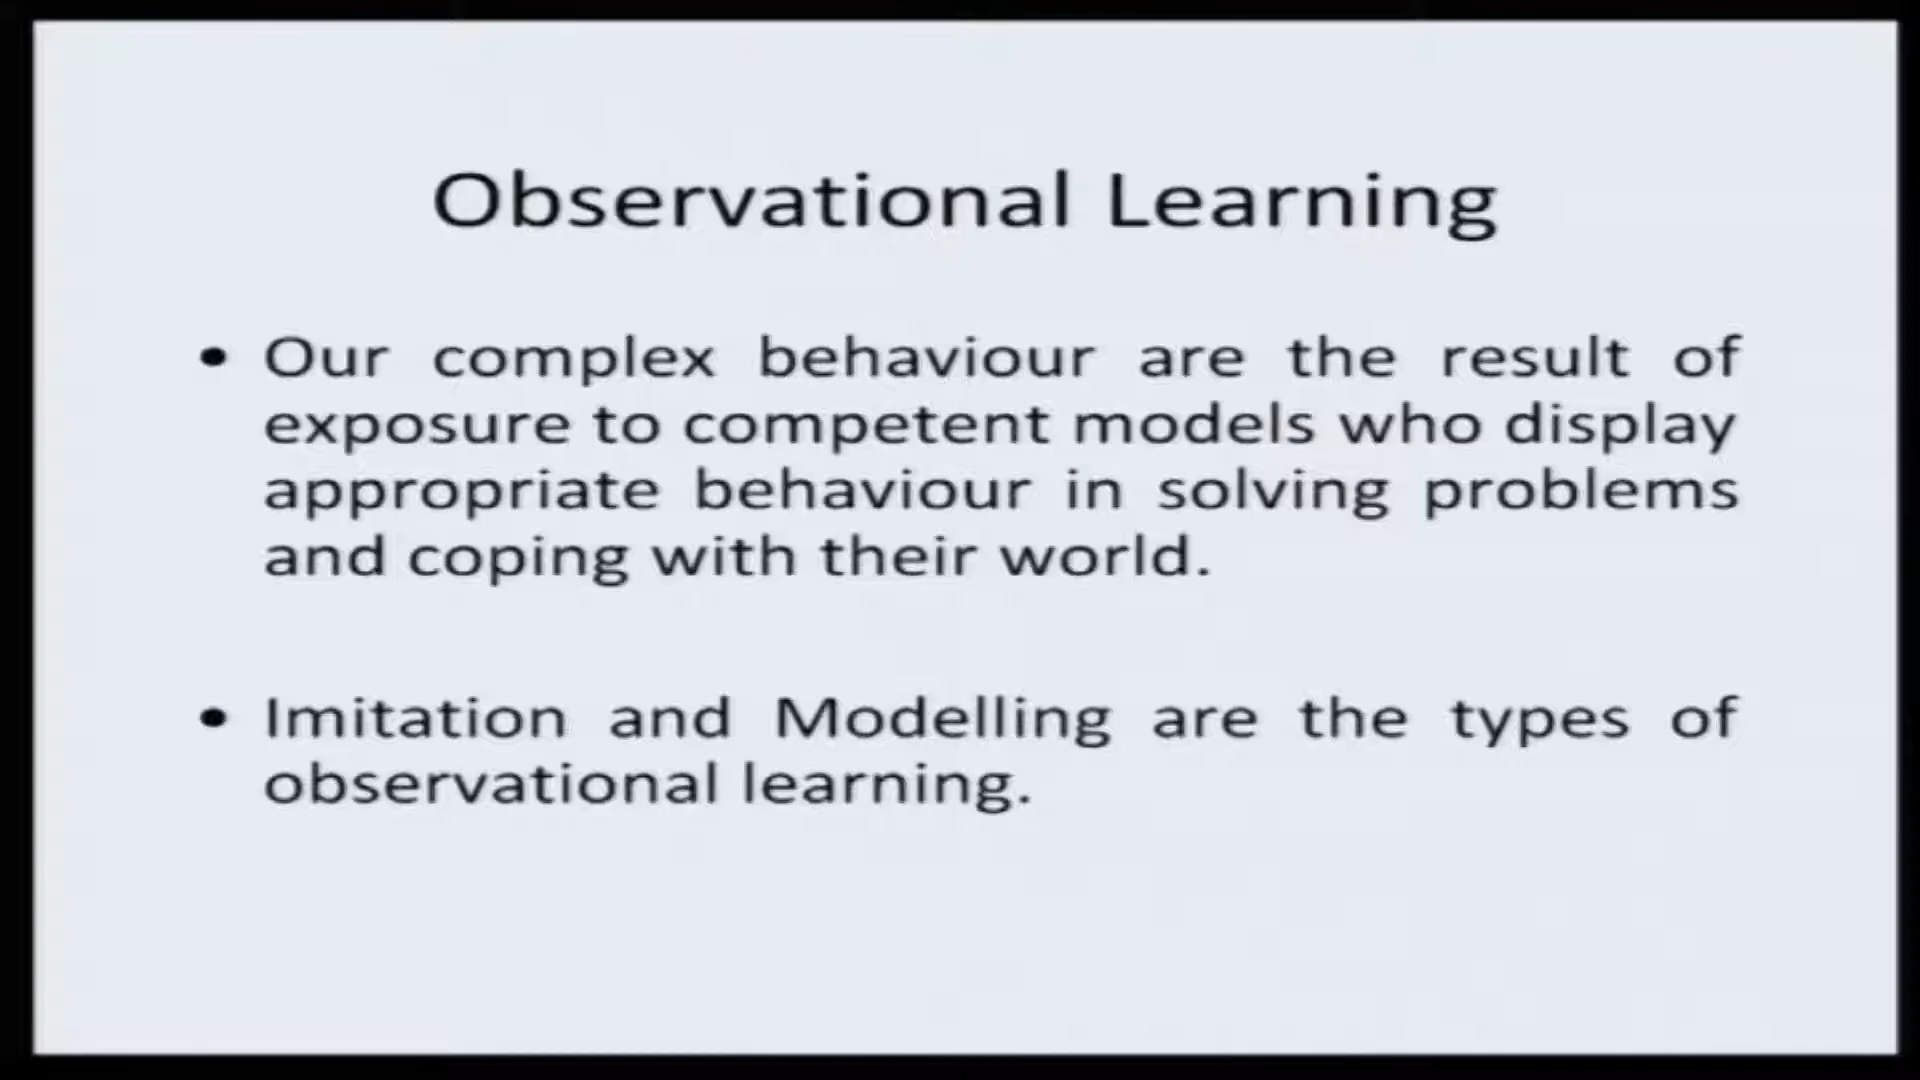 Observational Learning
• Our complex behaviour are the result of
exposure to competent models who display
appropriate behaviour in solving problems
and coping with their world.
• Imitation and Modelling are the types of
observational learning.